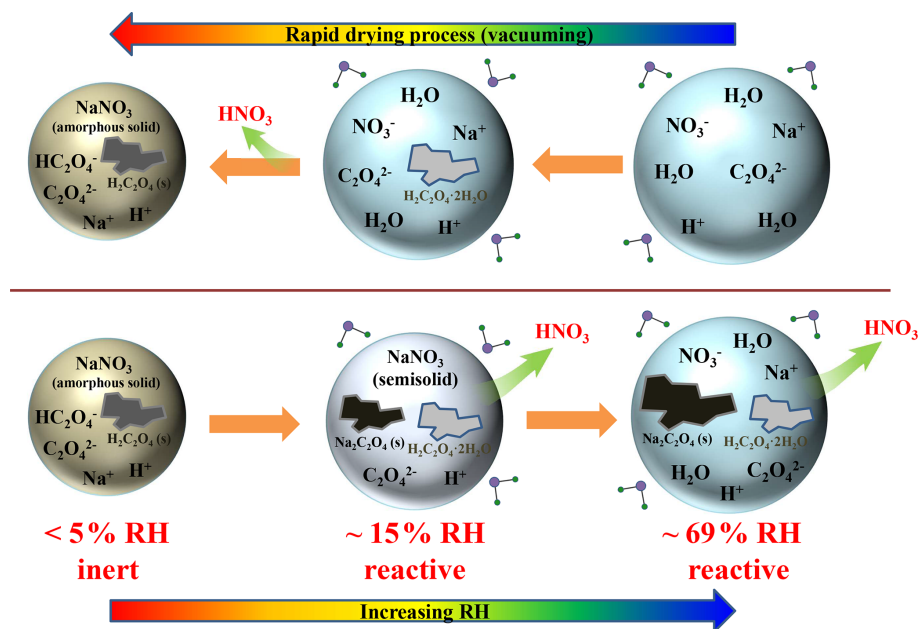 Rapid drying process (vacuuming)
NaNO₃
(amorphous solid)
HC₂O₄⁻
H₂C₂O₄ (s)
C₂O₄²⁻
Na⁺
H⁺
HNO₃
H₂O
NO₃⁻
Na⁺
C₂O₄²⁻
H₂C₂O₄·2H₂O
H₂O
H⁺
H₂O
NO₃⁻
Na⁺
H₂O
C₂O₄²⁻
H⁺
H₂O
NaNO₃
(amorphous solid)
HC₂O₄⁻
H₂C₂O₄ (s)
C₂O₄²⁻
Na⁺
H⁺
NaNO₃
(semisolid)
HNO₃
Na₂C₂O₄ (s)
H₂C₂O₄·2H₂O
C₂O₄²⁻
H⁺
H₂O
NO₃⁻
Na⁺
HNO₃
Na₂C₂O₄ (s)
H₂C₂O₄·2H₂O
H₂O
C₂O₄²⁻
H⁺
< 5% RH
inert
~ 15% RH
reactive
~ 69% RH
reactive
Increasing RH